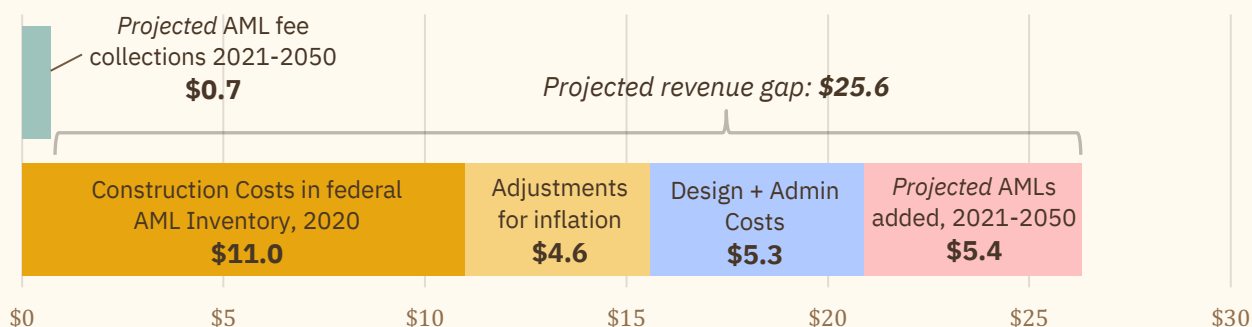 Projected AML fee
collections 2021-2050
$0.7
Projected revenue gap: $25.6
Construction Costs in federal
AML Inventory, 2020
$11.0
Adjustments
for inflation
$4.6
Design + Admin
Costs
$5.3
Projected AMLs
added, 2021-2050
$5.4
$0 $5 $10 $15 $20 $25 $30